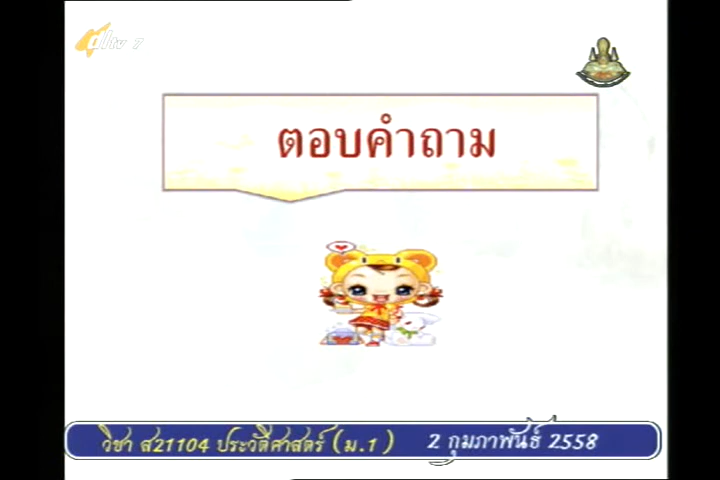 altv 7
ตอบคำถาม
วิชา ส21104 ประวัติศาสตร์ (ม.1) 2 กุมภาพันธ์ 2558